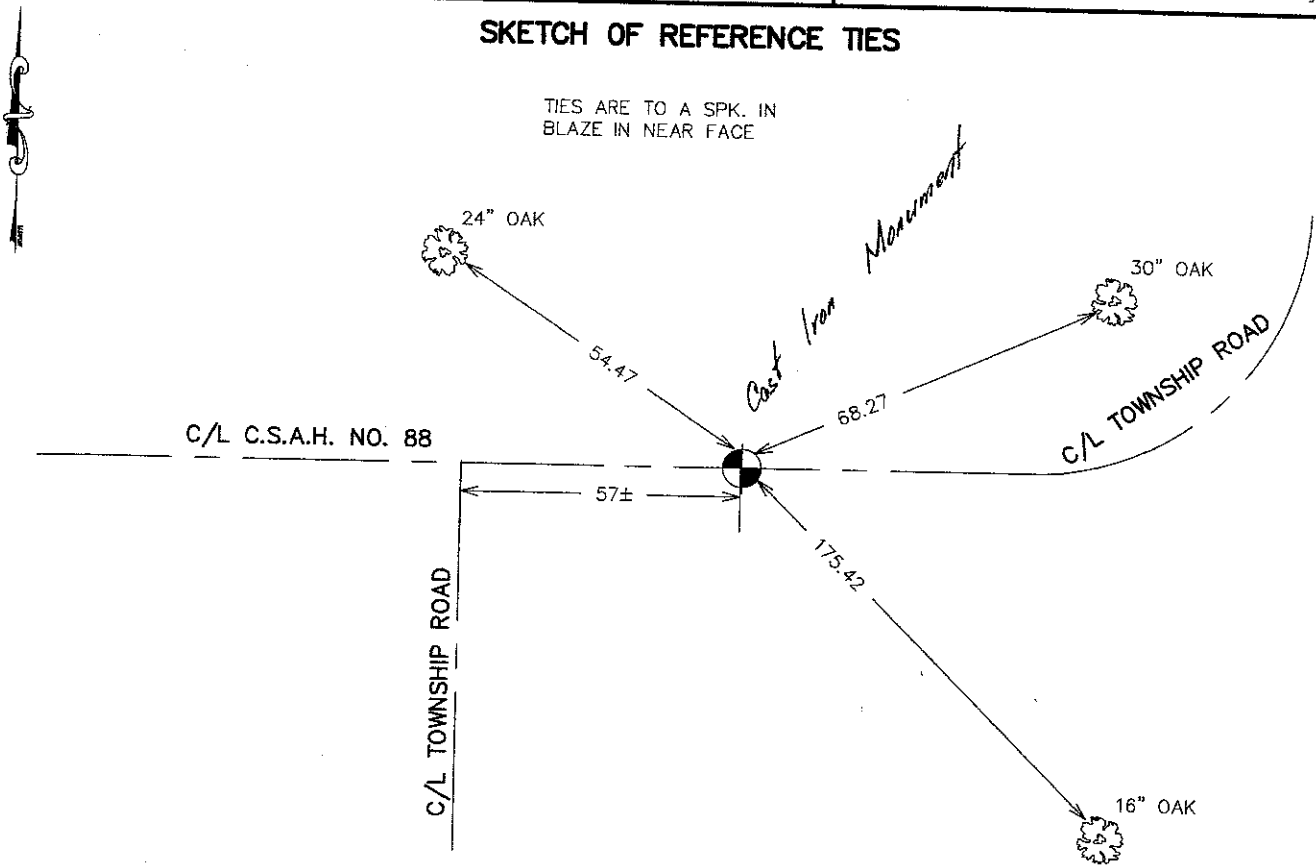 SKETCH OF REFERENCE TIES
TIES ARE TO A SPK. IN
BLAZE IN NEAR FACE
Cast Iron Monument
24" OAK
30" OAK
54.47
68.27
C/L TOWNSHIP ROAD
C/L C.S.A.H. NO. 88
57±
175.42
C/L TOWNSHIP ROAD
16" OAK